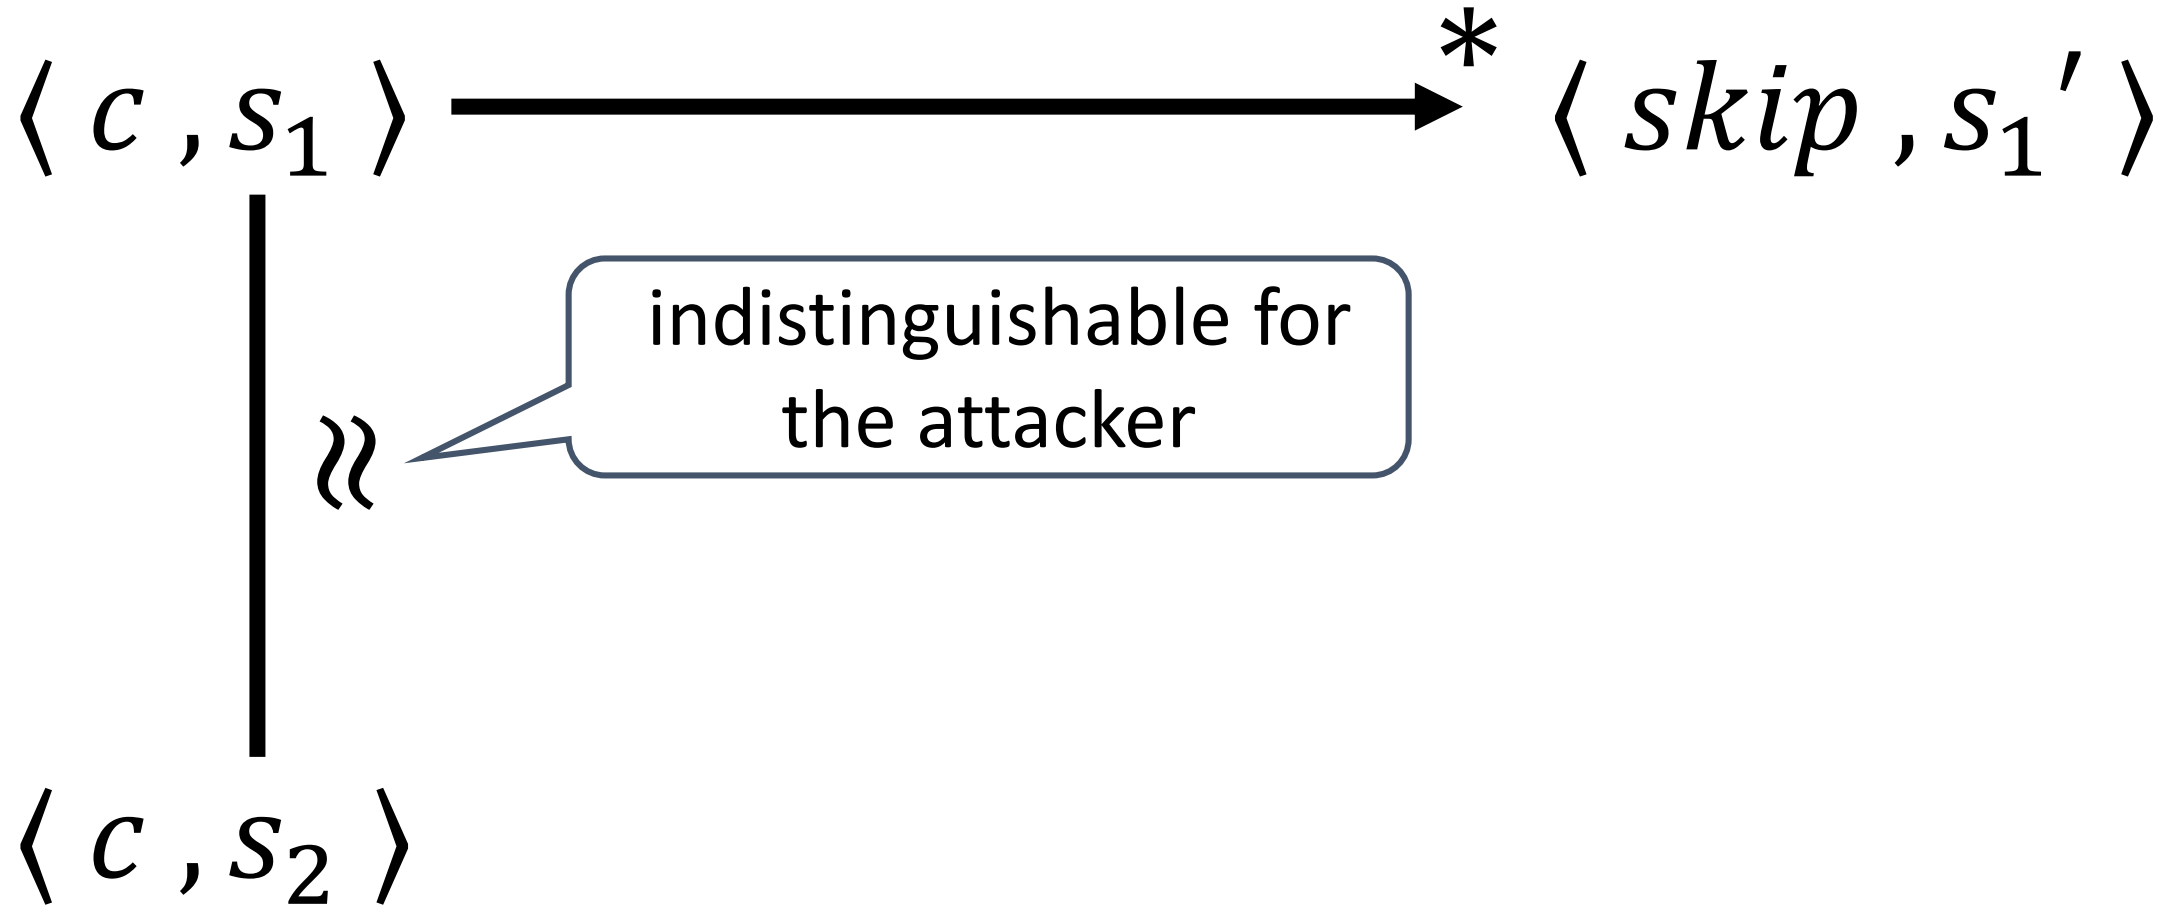 ⟨ c , s₁ ⟩ * ⟨ skip , s₁′ ⟩
indistinguishable for
the attacker
≈
⟨ c , s₂ ⟩